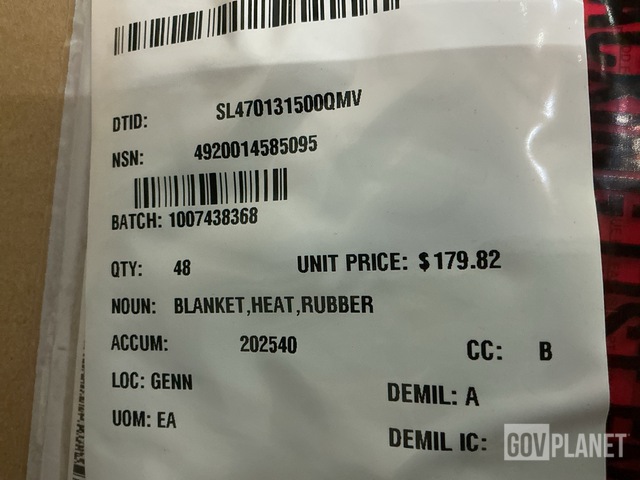 DTID: SL470131500QMV
NSN: 4920014585095
BATCH: 1007438368
QTY: 48 UNIT PRICE: $179.82
NOUN: BLANKET,HEAT,RUBBER
ACCUM: 202540
CC: B
LOC: GENN
DEMIL: A
UOM: EA
DEMIL IC:
GOVPLANET